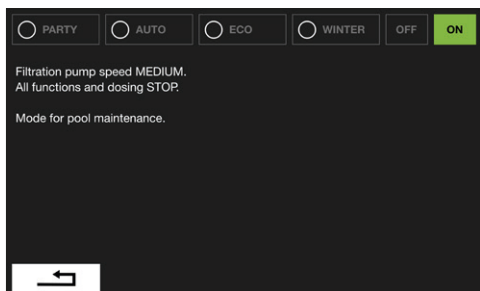 PARTY AUTO ECO WINTER OFF ON
Filtration pump speed MEDIUM.
All functions and dosing STOP.
Mode for pool maintenance.